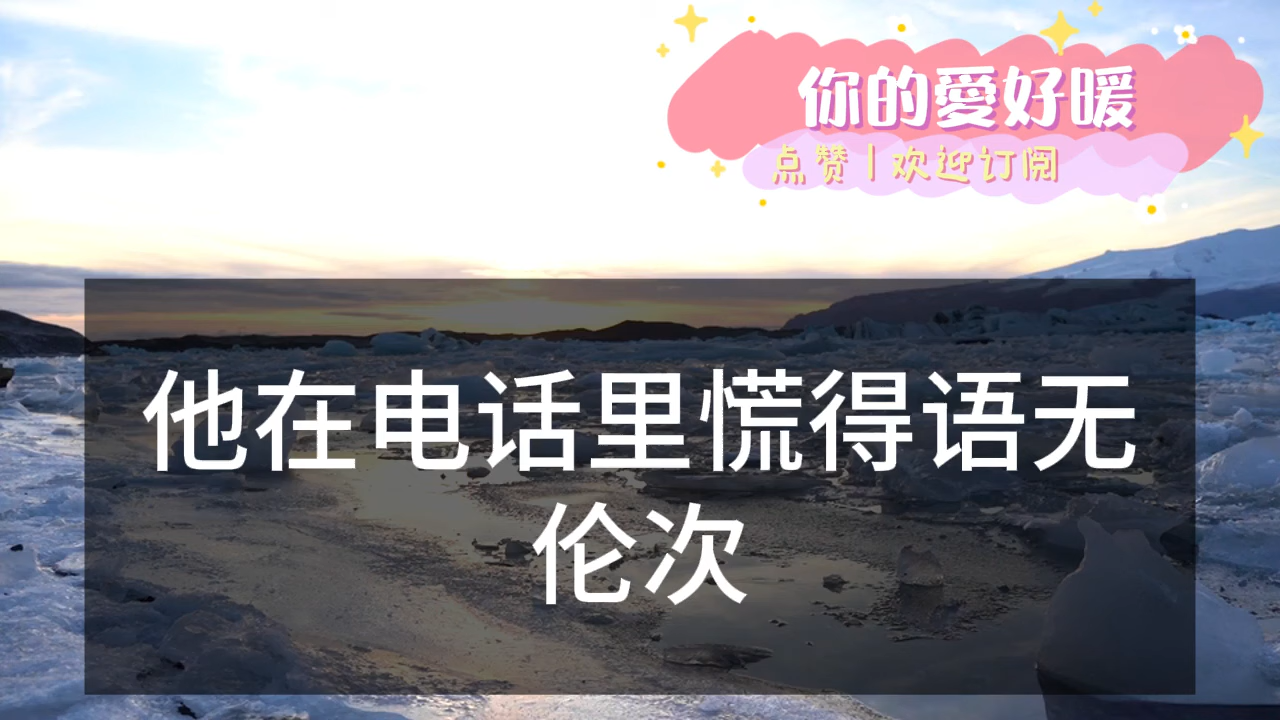 你的愛好暖
点赞 | 欢迎订阅
他在电话里慌得语无
伦次